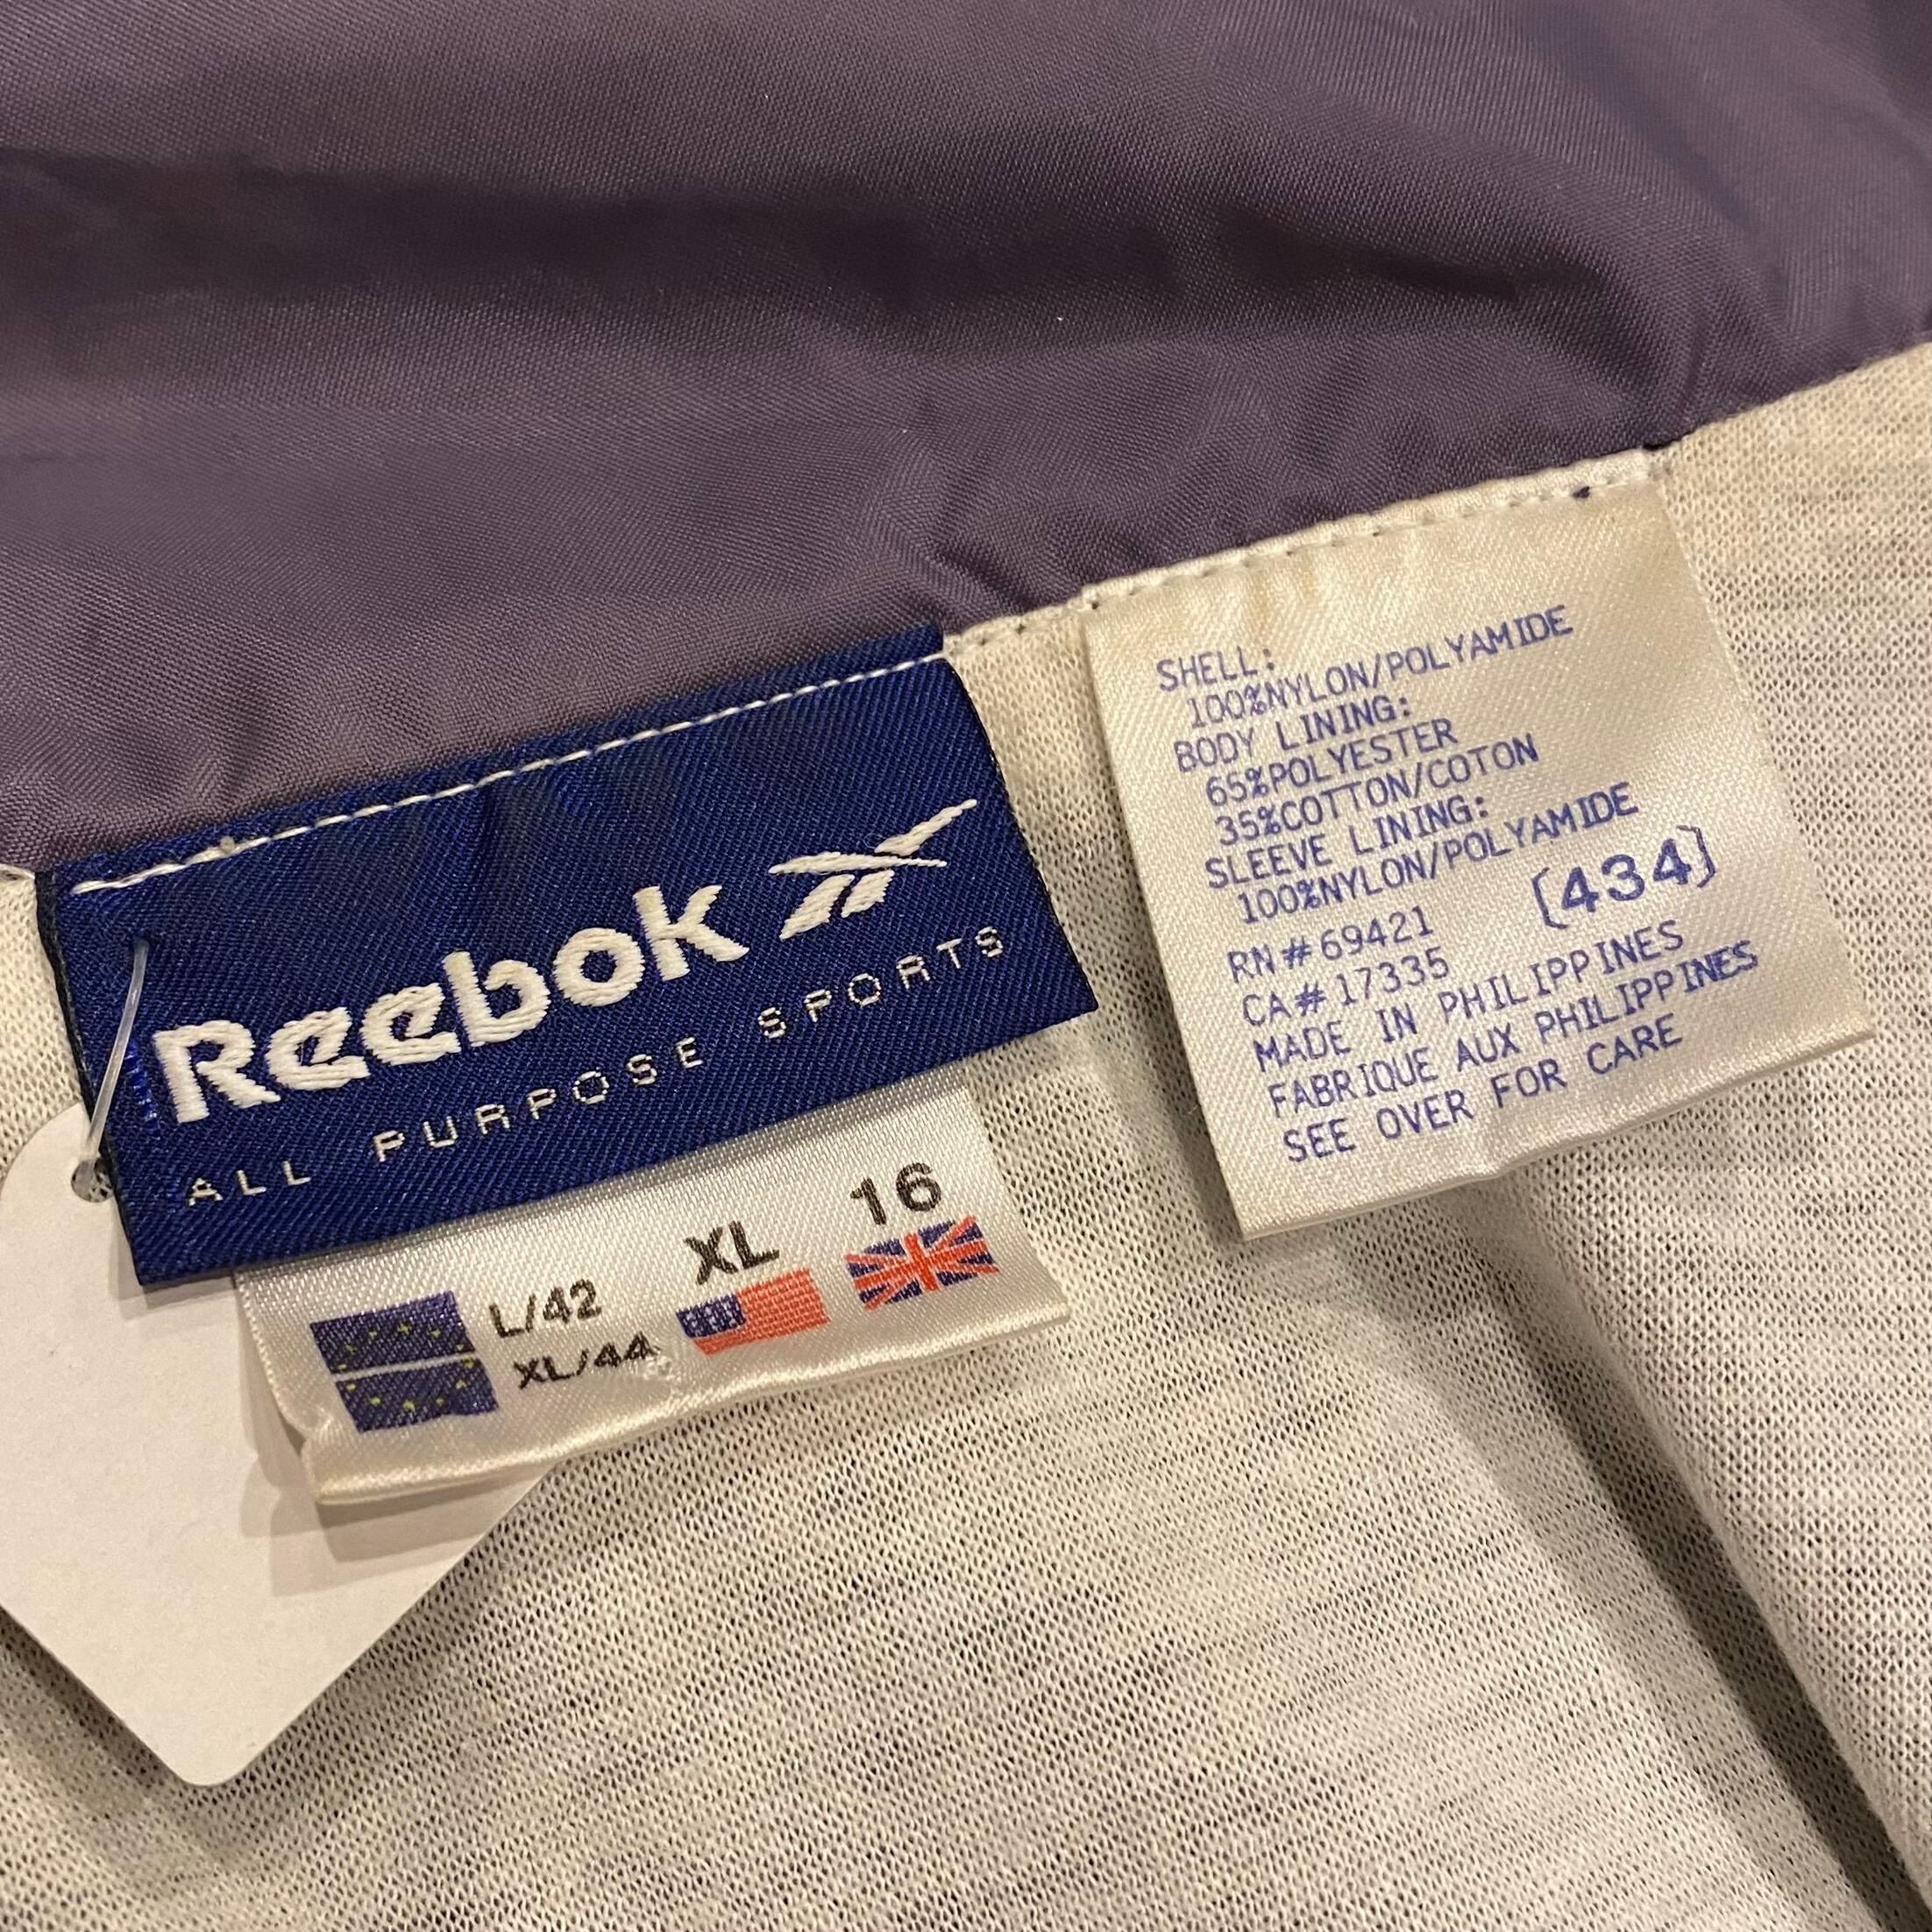 Reebok
ALL PURPOSE SPORTS
L/42
XL/44
XL
16
SHELL:
100%NYLON/POLYAMIDE
BODY LINING:
65%POLYESTER
35%COTTON/COTON
SLEEVE LINING:
100%NYLON/POLYAMIDE
[434]
RN#69421
CA#17335
MADE IN PHILIPPINES
FABRIQUE AUX PHILIPPINES
SEE OVER FOR CARE